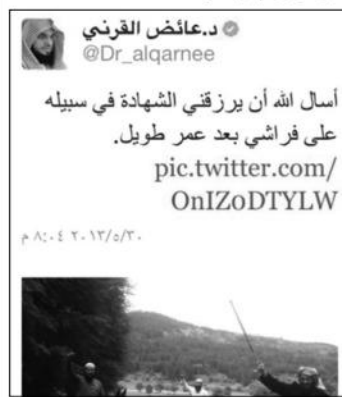 د.عائض القرني
@Dr_alqarnee
أسال الله أن يرزقني الشهادة في سبيله
على فراشي بعد عمر طويل.
pic.twitter.com/
OnIZoDTYLW
٢٠١٣/٥/٣٠ ٨:٠٤ م